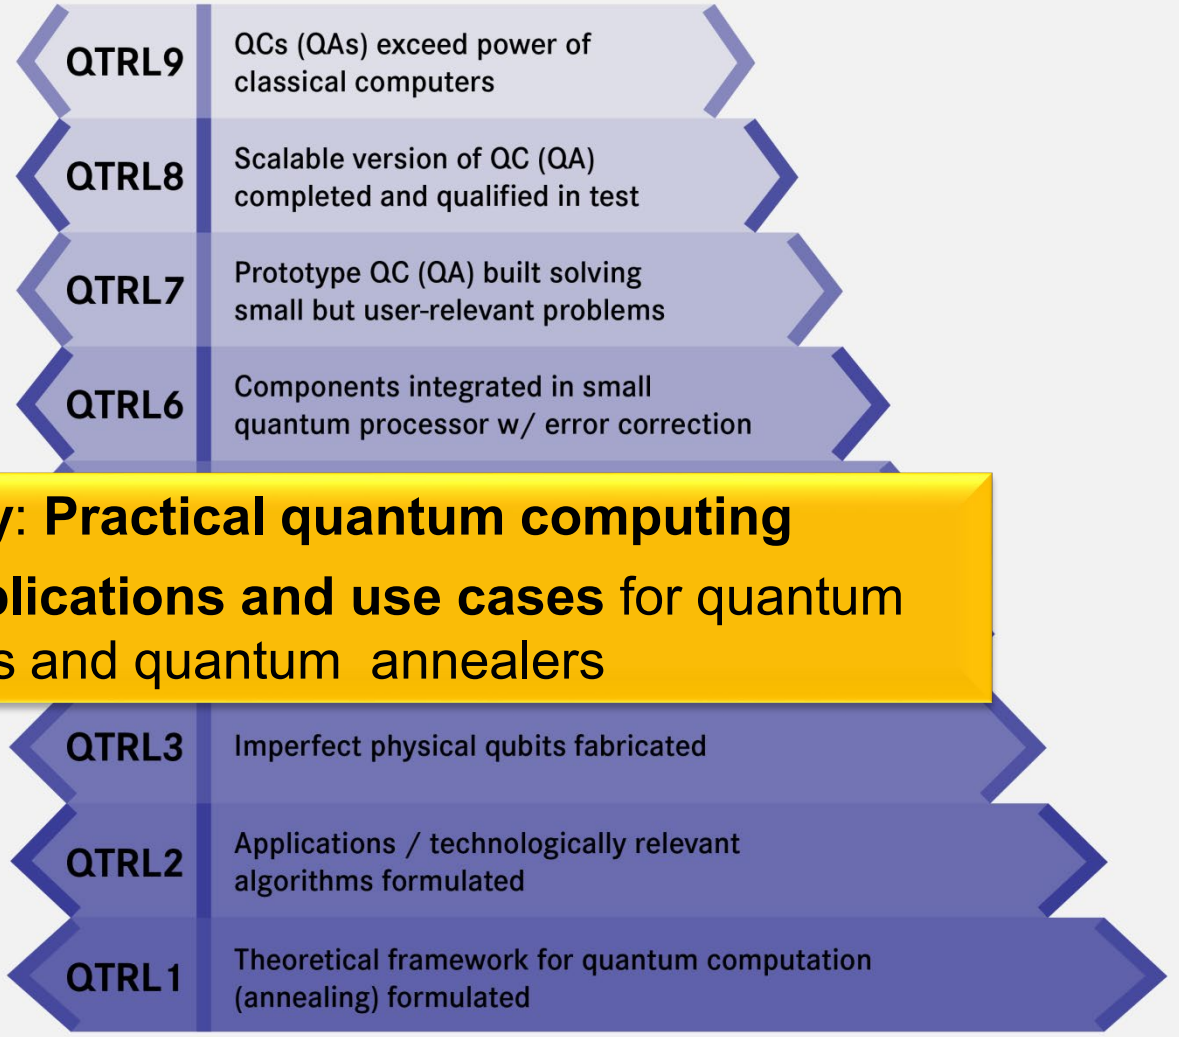 QTRL9
QCs (QAs) exceed power of
classical computers
QTRL8
Scalable version of QC (QA)
completed and qualified in test
QTRL7
Prototype QC (QA) built solving
small but user-relevant problems
QTRL6
Components integrated in small
quantum processor w/ error correction
: Practical quantum computing
and use cases for quantum
and quantum annealers
QTRL3
Imperfect physical qubits fabricated
QTRL2
Applications / technologically relevant
algorithms formulated
QTRL1
Theoretical framework for quantum computation
(annealing) formulated